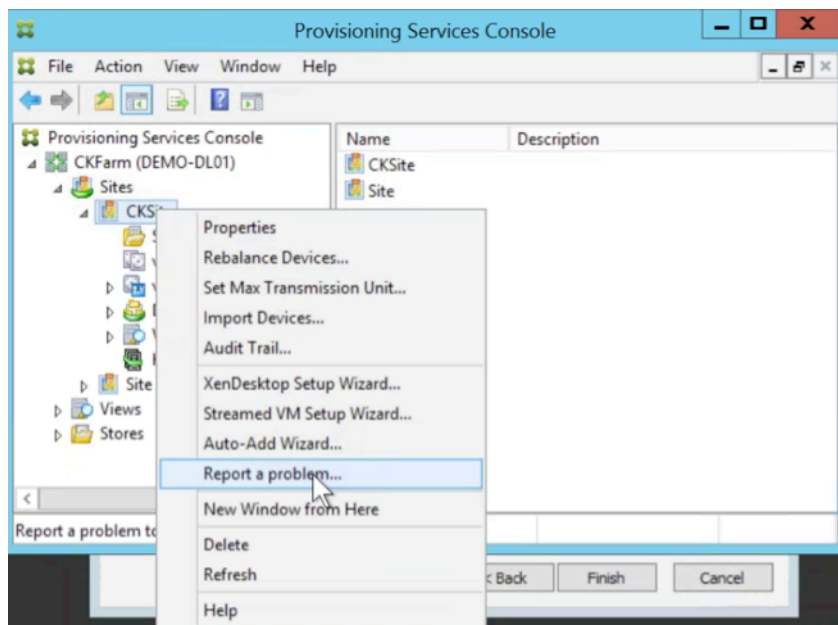 Provisioning Services Console
File Action View Window Help
Provisioning Services Console
CKFarm (DEMO-DL01)
Sites
CKSit
Site
Views
Stores
Name Description
CKSite
Site
Properties
Rebalance Devices...
Set Max Transmission Unit...
Import Devices...
Audit Trail...
XenDesktop Setup Wizard...
Streamed VM Setup Wizard...
Auto-Add Wizard...
Report a problem...
New Window from Here
Delete
Refresh
Help
Report a problem to
< Back Finish Cancel